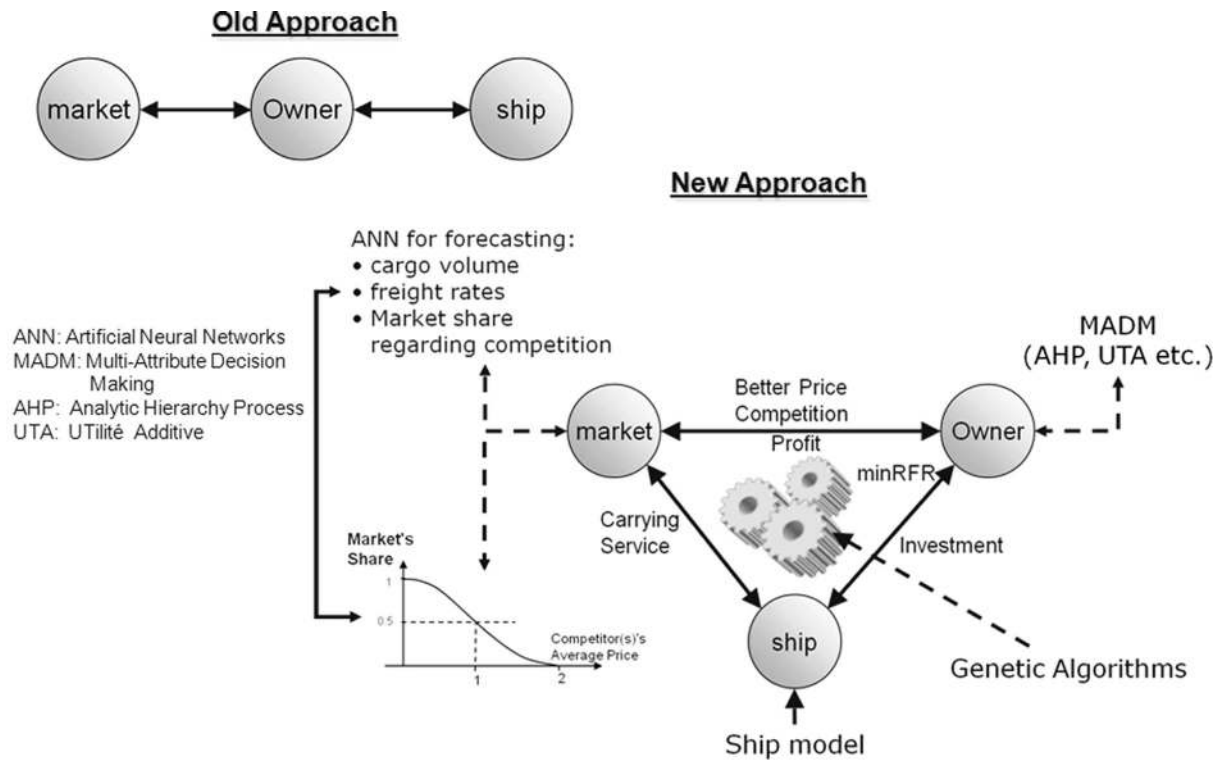 Old Approach
market
Owner
ship
New Approach
ANN for forecasting:
• cargo volume
• freight rates
• Market share
regarding competition
ANN: Artificial Neural Networks
MADM: Multi-Attribute Decision
Making
AHP: Analytic Hierarchy Process
UTA: UTilité Additive
MADM
(AHP, UTA etc.)
Better Price
Competition
market
Owner
Profit
minRFR
Carrying
Service
Investment
Market's
Share
1
0.5
Competitor(s)'s
Average Price
1
2
ship
Genetic Algorithms
Ship model